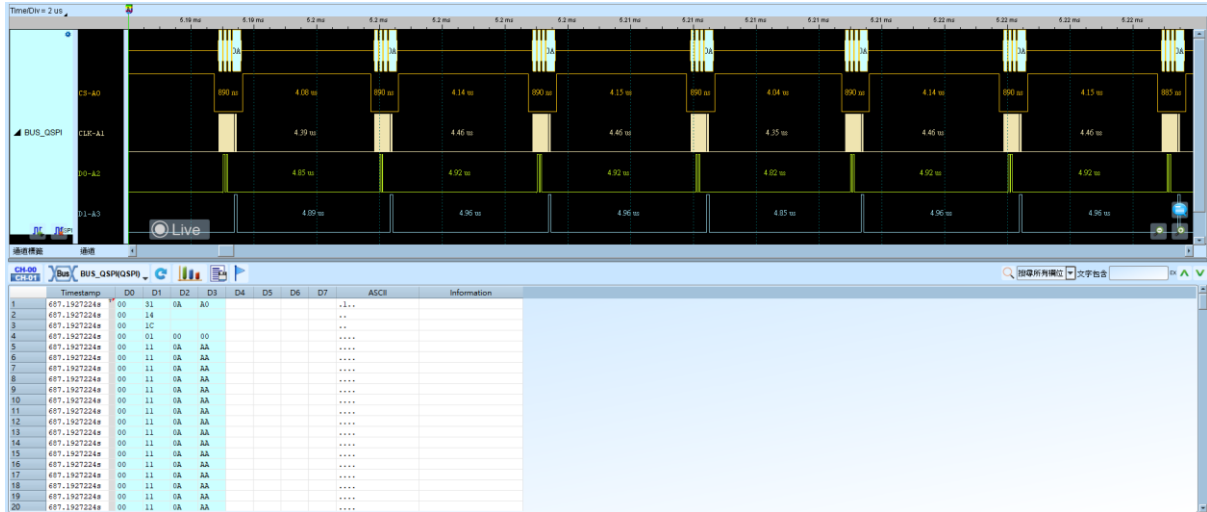 Time/Div = 2 us
5.19 ms 5.19 ms 5.2 ms 5.2 ms 5.2 ms 5.2 ms 5.2 ms 5.21 ms 5.21 ms 5.21 ms 5.21 ms 5.21 ms 5.22 ms 5.22 ms 5.22 ms 5.22 ms
0A 0A 0A 0A 0A 0A 0A
CS-A0 890 ns 4.08 us 890 ns 4.14 us 890 ns 4.15 us 890 ns 4.04 us 890 ns 4.14 us 890 ns 4.15 us 885 ns
BUS_QSPI CLK-A1 4.39 us 4.46 us 4.46 us 4.35 us 4.46 us 4.46 us
D0-A2 4.85 us 4.92 us 4.92 us 4.82 us 4.92 us 4.92 us
D1-A3 4.89 us 4.96 us 4.96 us 4.85 us 4.96 us 4.96 us
Live
通道標籤 通道
CH-00 CH-01 Bus BUS_QSPI(QSPI) 搜尋所有欄位 文字包含
Timestamp D0 D1 D2 D3 D4 D5 D6 D7 ASCII Information
1 687.1927224s 00 31 0A A0 .1..
2 687.1927224s 00 14 ..
3 687.1927224s 00 1C ..
4 687.1927224s 00 01 00 00 ....
5 687.1927224s 00 11 0A AA ....
6 687.1927224s 00 11 0A AA ....
7 687.1927224s 00 11 0A AA ....
8 687.1927224s 00 11 0A AA ....
9 687.1927224s 00 11 0A AA ....
10 687.1927224s 00 11 0A AA ....
11 687.1927224s 00 11 0A AA ....
12 687.1927224s 00 11 0A AA ....
13 687.1927224s 00 11 0A AA ....
14 687.1927224s 00 11 0A AA ....
15 687.1927224s 00 11 0A AA ....
16 687.1927224s 00 11 0A AA ....
17 687.1927224s 00 11 0A AA ....
18 687.1927224s 00 11 0A AA ....
19 687.1927224s 00 11 0A AA ....
20 687.1927224s 00 11 0A AA ....